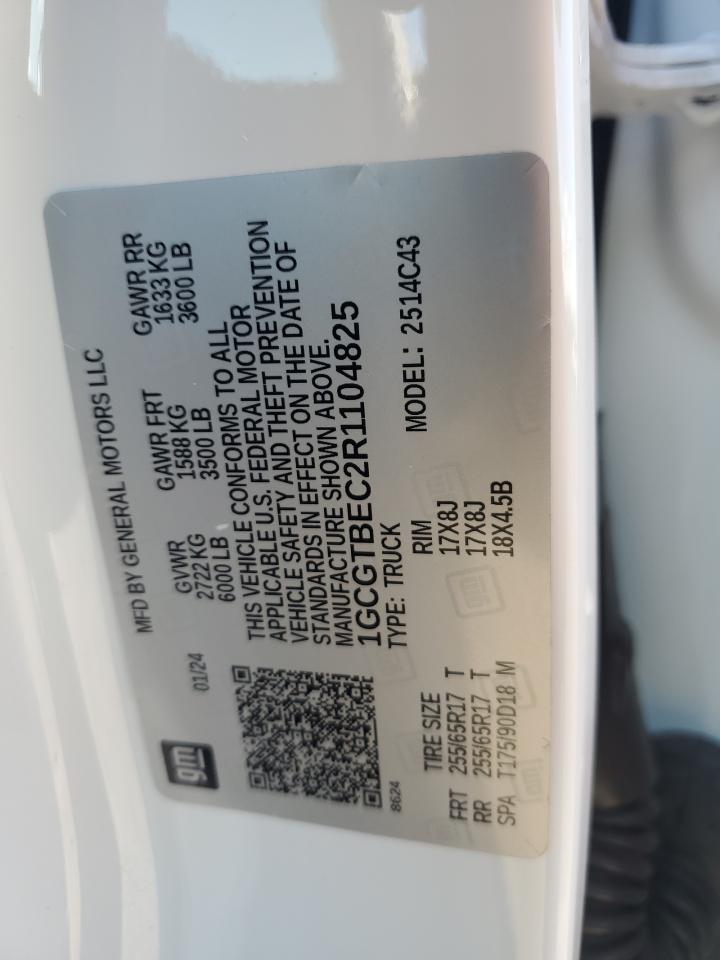 MFD BY GENERAL MOTORS LLC
gm 01/24
GVWR GAWR FRT GAWR RR
2722 KG 1588 KG 1633 KG
6000 LB 3500 LB 3600 LB
THIS VEHICLE CONFORMS TO ALL
APPLICABLE U.S. FEDERAL MOTOR
VEHICLE SAFETY AND THEFT PREVENTION
STANDARDS IN EFFECT ON THE DATE OF
MANUFACTURE SHOWN ABOVE.
1GCGTBEC2R1104825
8624
TYPE: TRUCK MODEL: 2514C43
TIRE SIZE RIM
FRT 255/65R17 T 17X8J
RR 255/65R17 T 17X8J
SPA T175/90D18 M 18X4.5B